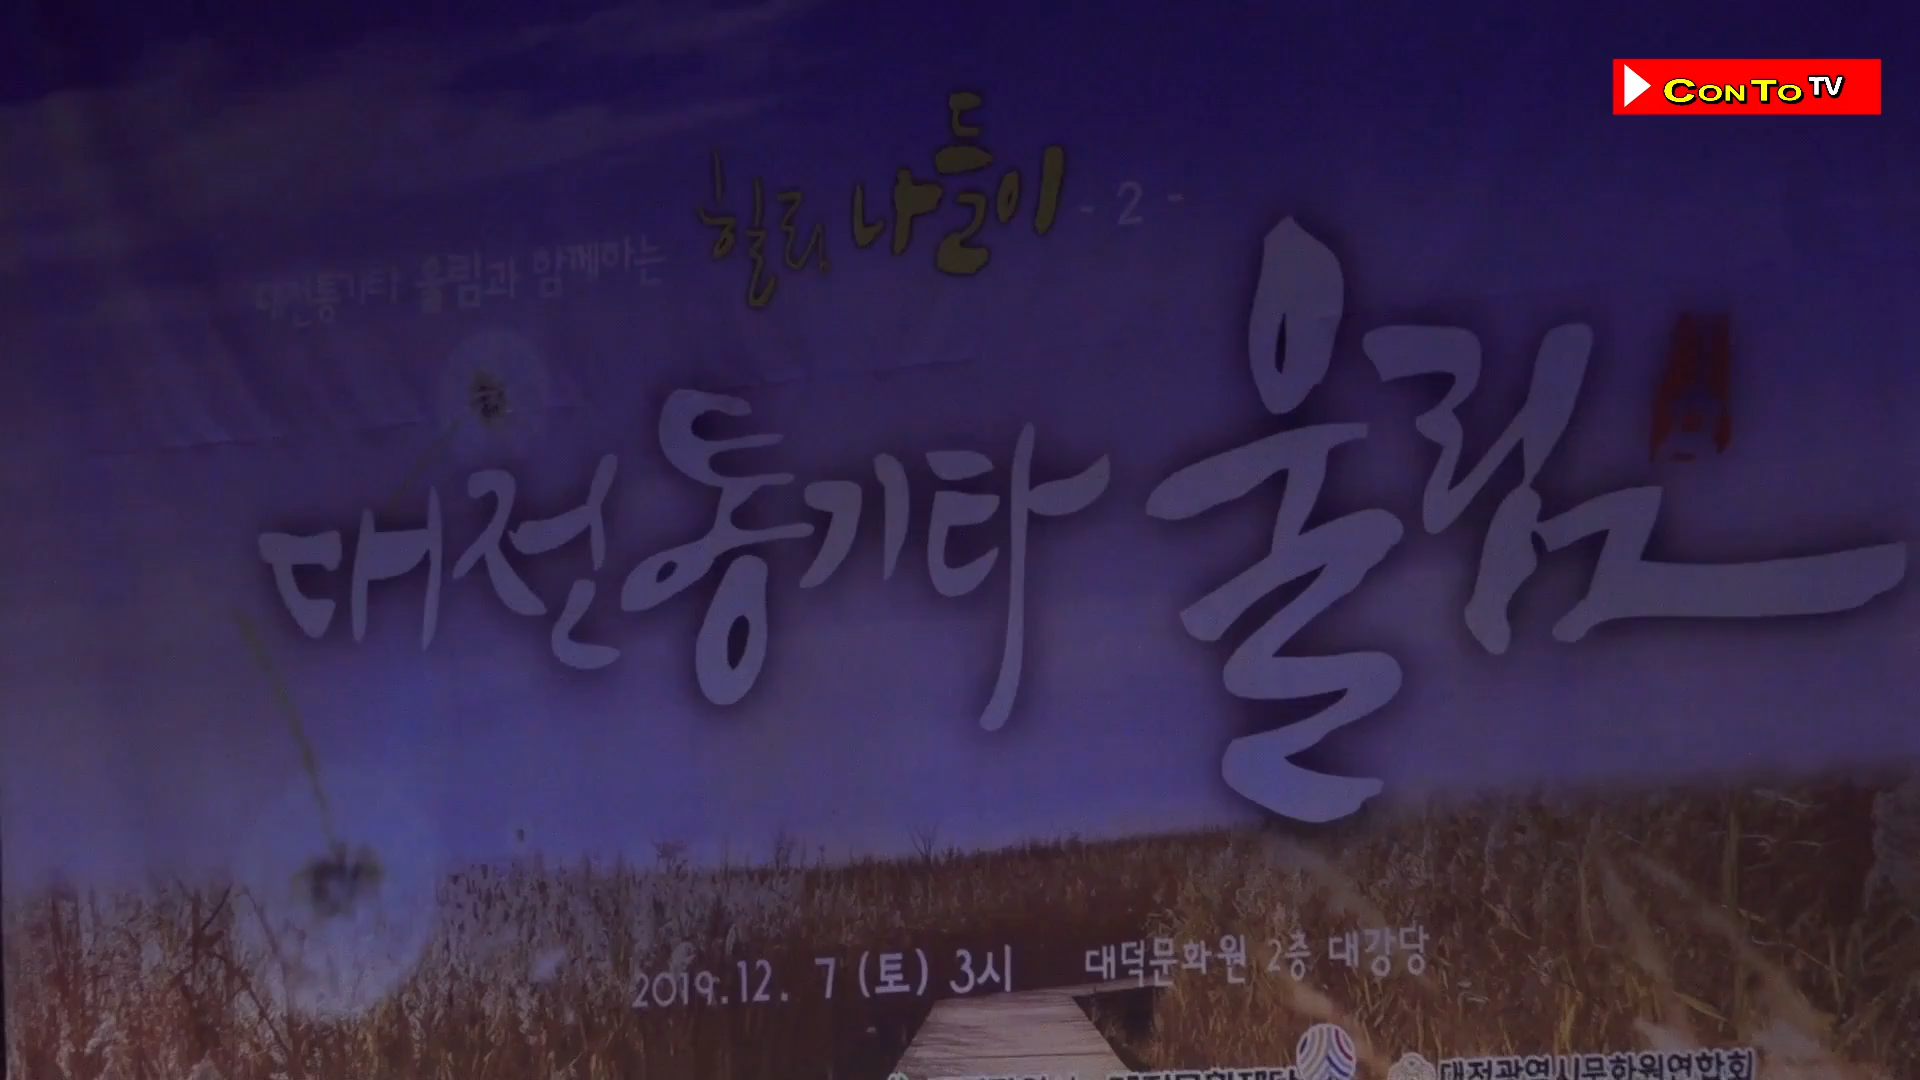 ConTo TV
대전통기타 울림과 함께하는 힐링 나들이 - 2 -
대전통기타 울림
2019. 12. 7 (토) 3시 대덕문화원 2층 대강당
대전광역시문화원연합회